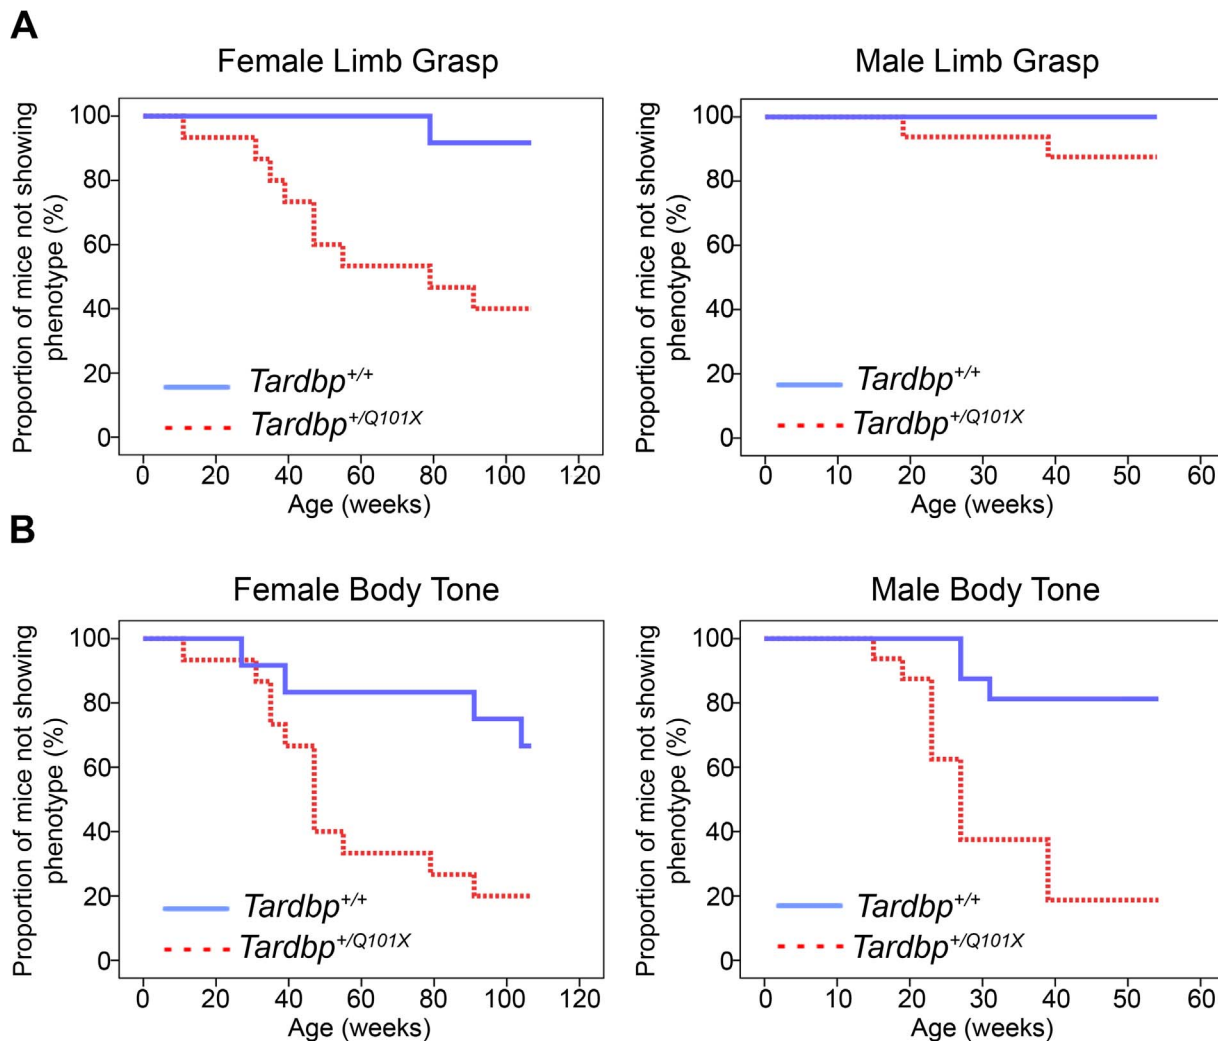 A
Female Limb Grasp
Proportion of mice not showing
phenotype (%)
100
80
60
40
20
0
Tardbp+/+
Tardbp+/Q101X
0 20 40 60 80 100 120
Age (weeks)
Male Limb Grasp
Proportion of mice not showing
phenotype (%)
100
80
60
40
20
0
Tardbp+/+
Tardbp+/Q101X
0 10 20 30 40 50 60
Age (weeks)
B
Female Body Tone
Proportion of mice not showing
phenotype (%)
100
80
60
40
20
0
Tardbp+/+
Tardbp+/Q101X
0 20 40 60 80 100 120
Age (weeks)
Male Body Tone
Proportion of mice not showing
phenotype (%)
100
80
60
40
20
0
Tardbp+/+
Tardbp+/Q101X
0 10 20 30 40 50 60
Age (weeks)